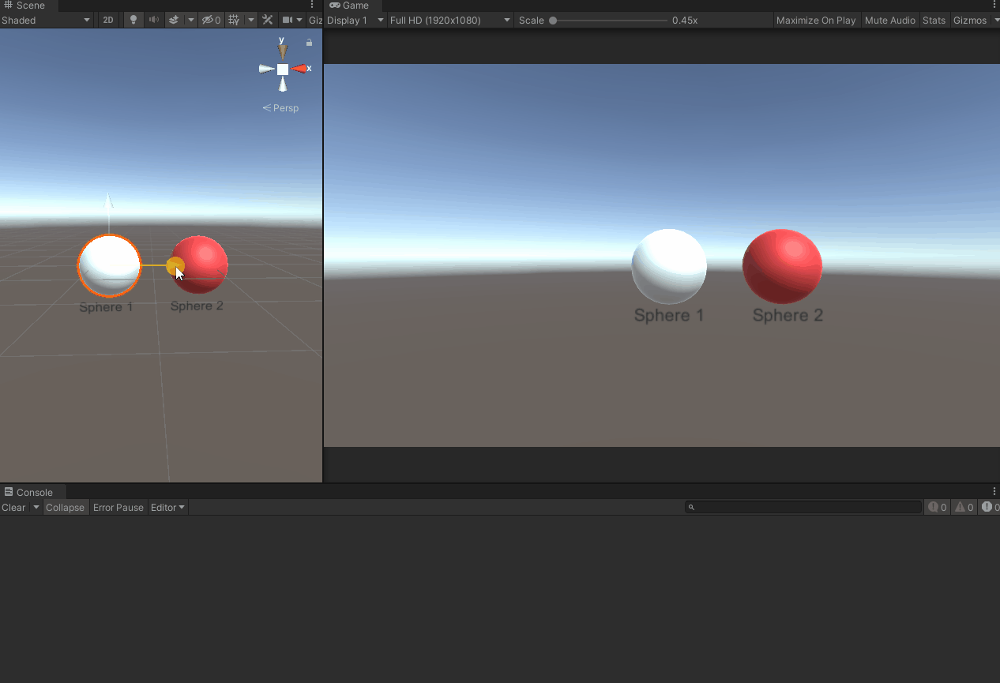 Scene
Game
Shaded
2D
0
Giz
Display 1
Full HD (1920x1080)
Scale
0.45x
Maximize On Play
Mute Audio
Stats
Gizmos
y
x
Persp
Sphere 1
Sphere 2
Sphere 1
Sphere 2
Console
Clear
Collapse
Error Pause
Editor
0
0
0